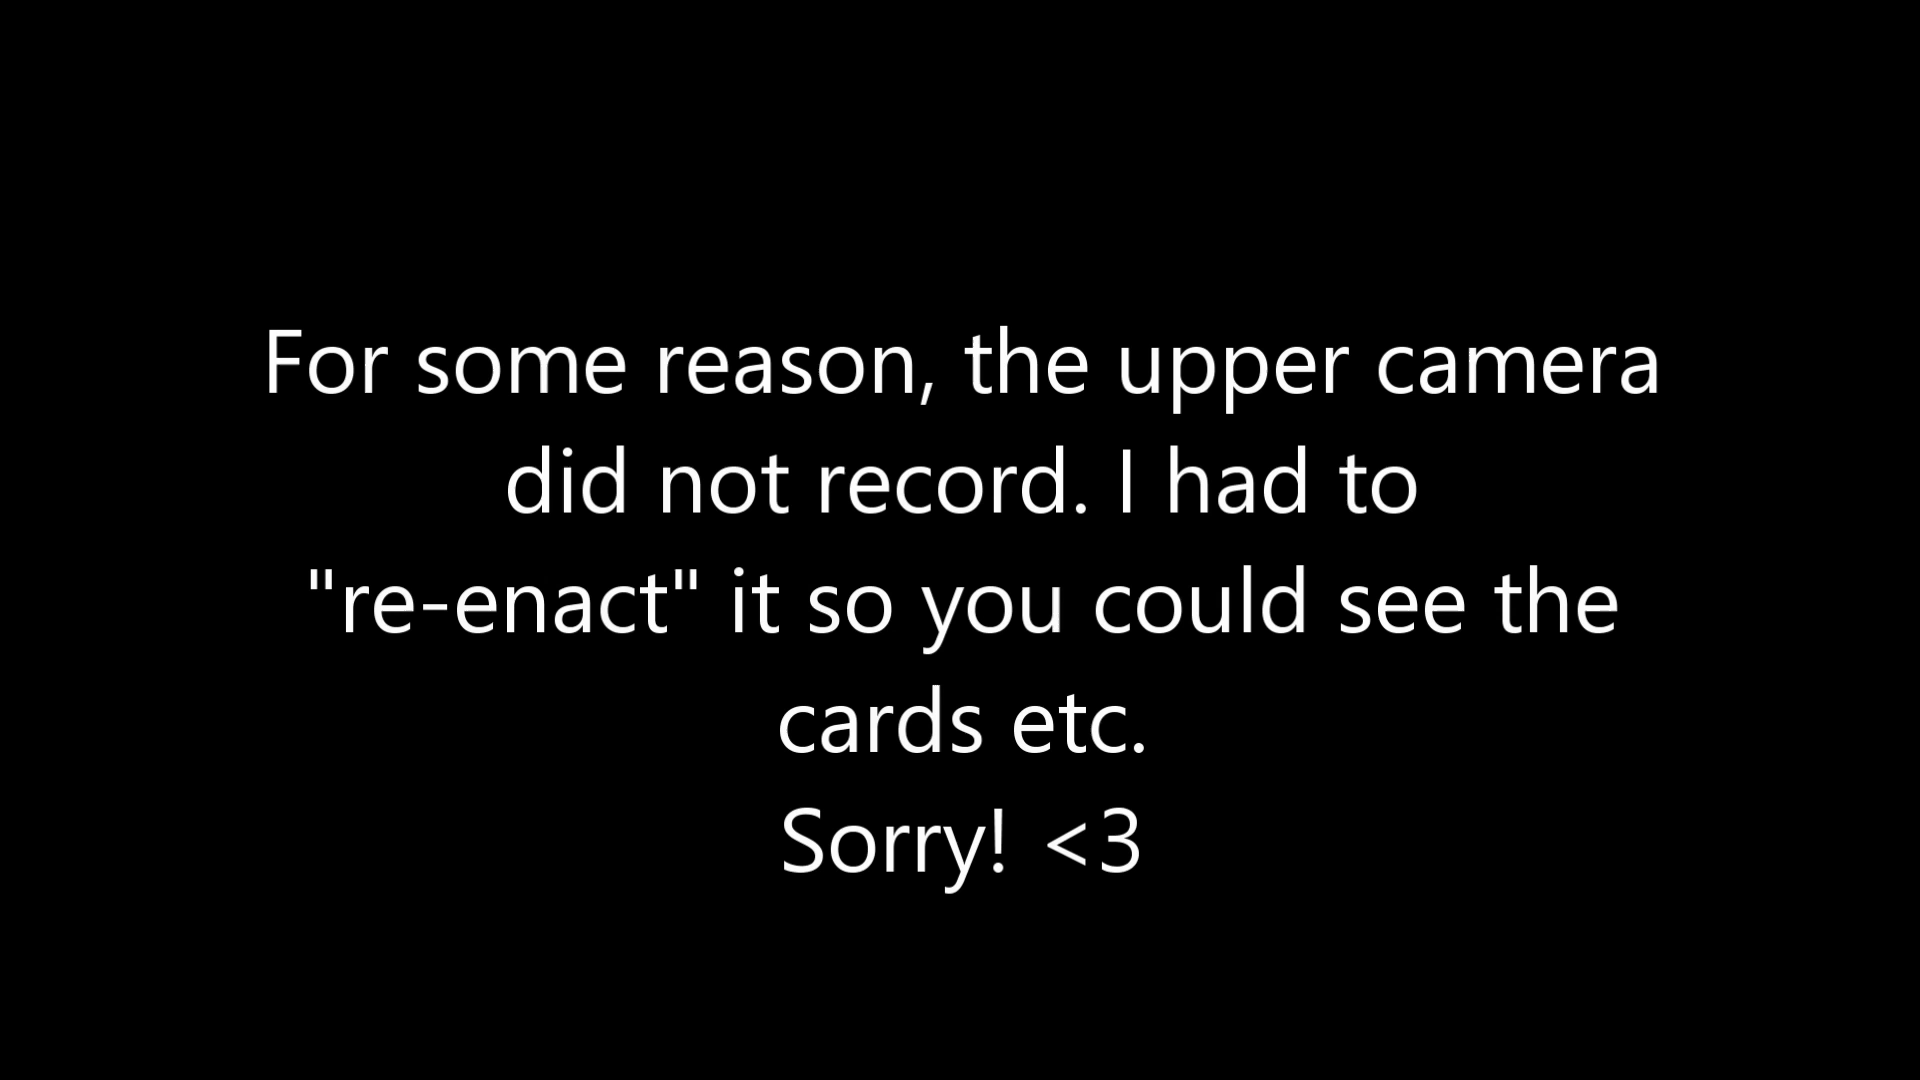 For some reason, the upper camera
did not record. I had to
"re-enact" it so you could see the
cards etc.
Sorry! <3